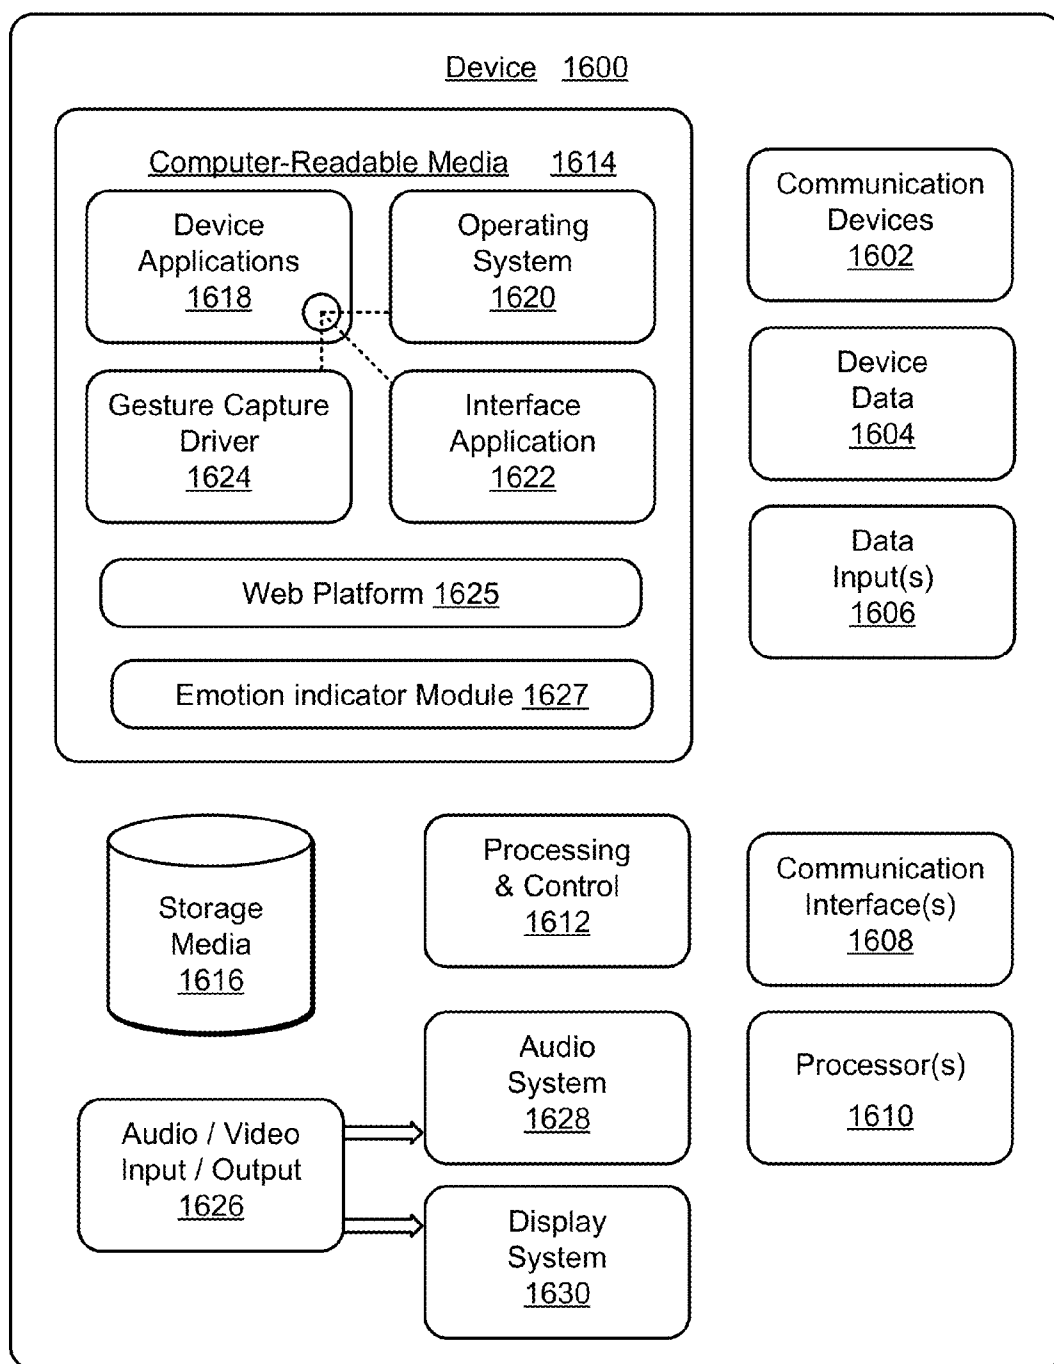 Device 1600
Computer-Readable Media 1614
Device
Applications
1618
Operating
System
1620
Gesture Capture
Driver
1624
Interface
Application
1622
Web Platform 1625
Emotion indicator Module 1627
Communication
Devices
1602
Device
Data
1604
Data
Input(s)
1606
Storage
Media
1616
Processing
& Control
1612
Communication
Interface(s)
1608
Audio
System
1628
Processor(s)
1610
Audio / Video
Input / Output
1626
Display
System
1630